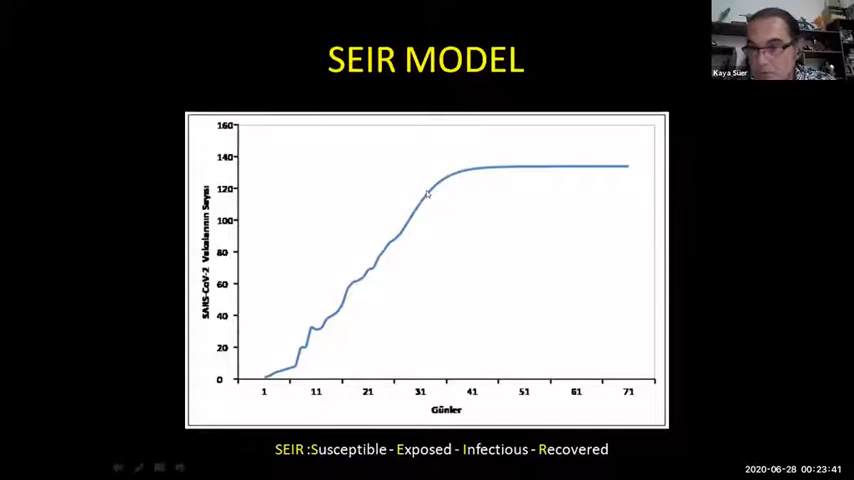 SEIR MODEL
Kaya Süer
160
140
120
100
80
60
40
20
0
SARS-CoV-2 Vakalarının Sayısı
1 11 21 31 41 51 61 71
Günler
SEIR :Susceptible - Exposed - Infectious - Recovered
2020-06-28 00:23:41